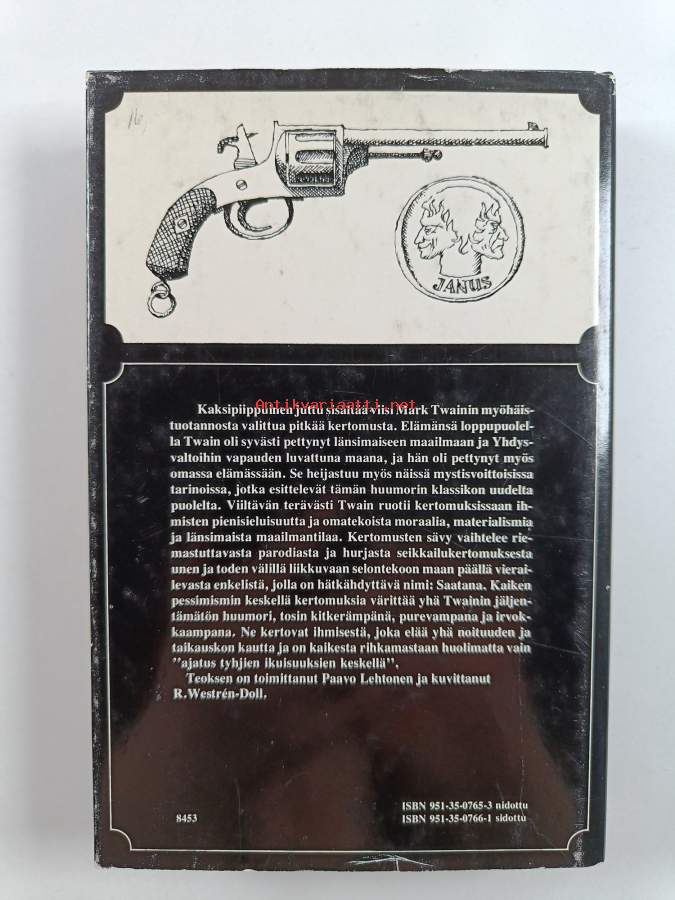 16,
JANUS
Antikvariaatti.net
Kaksipiippuinen juttu sisältää viisi Mark Twainin myöhäis-
tuotannosta valittua pitkää kertomusta. Elämänsä loppupuolel-
la Twain oli syvästi pettynyt länsimaiseen maailmaan ja Yhdys-
valtoihin vapauden luvattuna maana, ja hän oli pettynyt myös
omassa elämässään. Se heijastuu myös näissä mystisvoittoisissa
tarinoissa, jotka esittelevät tämän huumorin klassikon uudelta
puolelta. Viiltävän terävästi Twain ruotii kertomuksissaan ih-
misten pienisieluisuutta ja omatekoista moraalia, materialismia
ja länsimaista maailmantilaa. Kertomusten sävy vaihtelee rie-
mastuttavasta parodiasta ja hurjasta seikkailukertomuksesta
unen ja toden välillä liikkuvaan selontekoon maan päällä vierai-
levasta enkelistä, jolla on hätkähdyttävä nimi: Saatana. Kaiken
pessimismin keskellä kertomuksia värittää yhä Twainin jäljen-
tämätön huumori, tosin kitkerämpänä, purevampana ja irvok-
kaampana. Ne kertovat ihmisestä, joka elää yhä noituuden ja
taikauskon kautta ja on kaikesta rihkamastaan huolimatta vain
"ajatus tyhjien ikuisuuksien keskellä".
Teoksen on toimittanut Paavo Lehtonen ja kuvittanut
R.Westrén-Doll.
8453
ISBN 951-35-0765-3 nidottu
ISBN 951-35-0766-1 sidottu